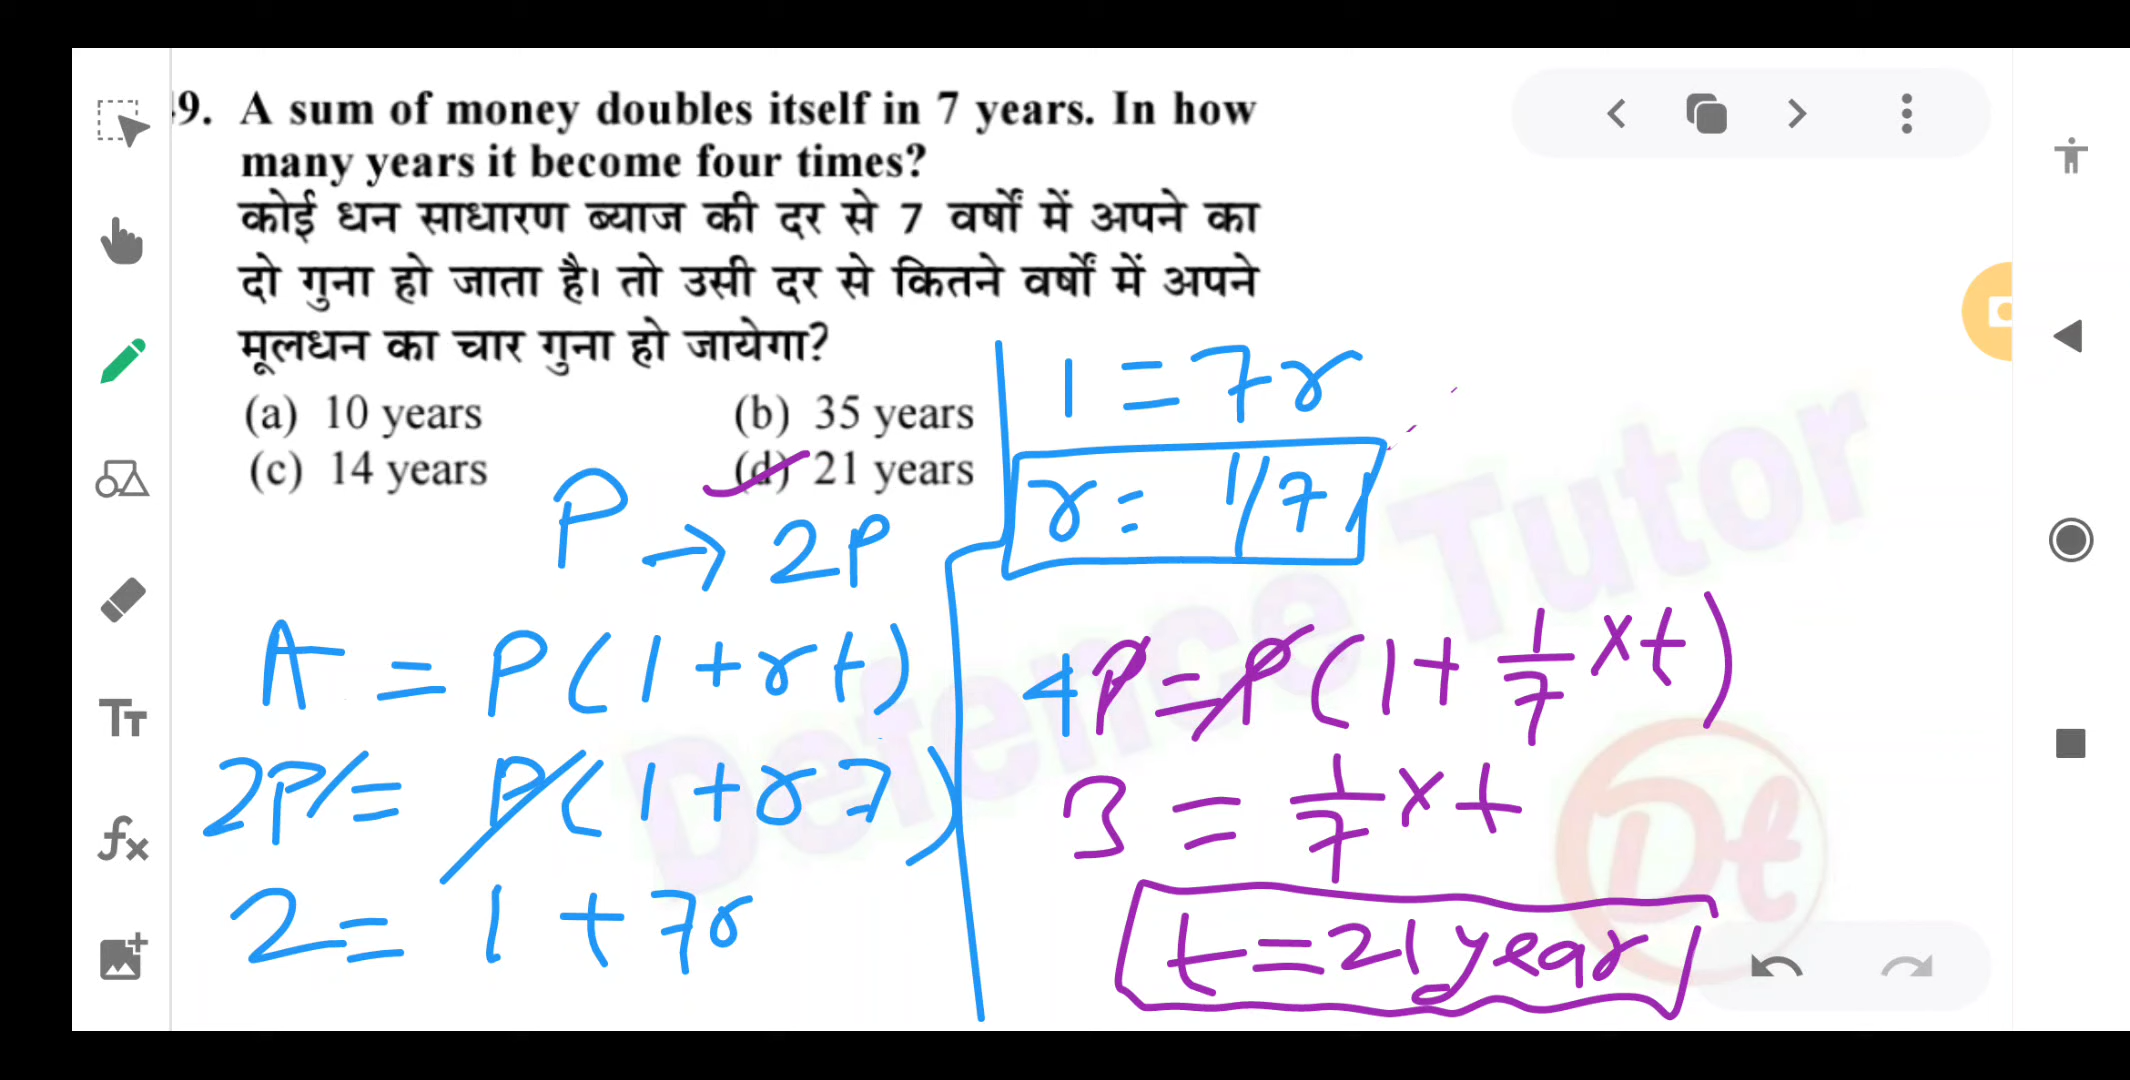 9. A sum of money doubles itself in 7 years. In how
many years it become four times?
कोई धन साधारण ब्याज की दर से 7 वर्षों में अपने का
दो गुना हो जाता है। तो उसी दर से कितने वर्षों में अपने
मूलधन का चार गुना हो जायेगा?
(a) 10 years (b) 35 years
(c) 14 years (d) 21 years
P → 2P
A = P(1+rt)
2P = P(1+r7)
2 = 1 + 7r
1 = 7r
r = 1/7
4P = P(1 + 1/7 × t)
3 = 1/7 × t
t = 21 year
Defence Tutor
Dt
TT
fx